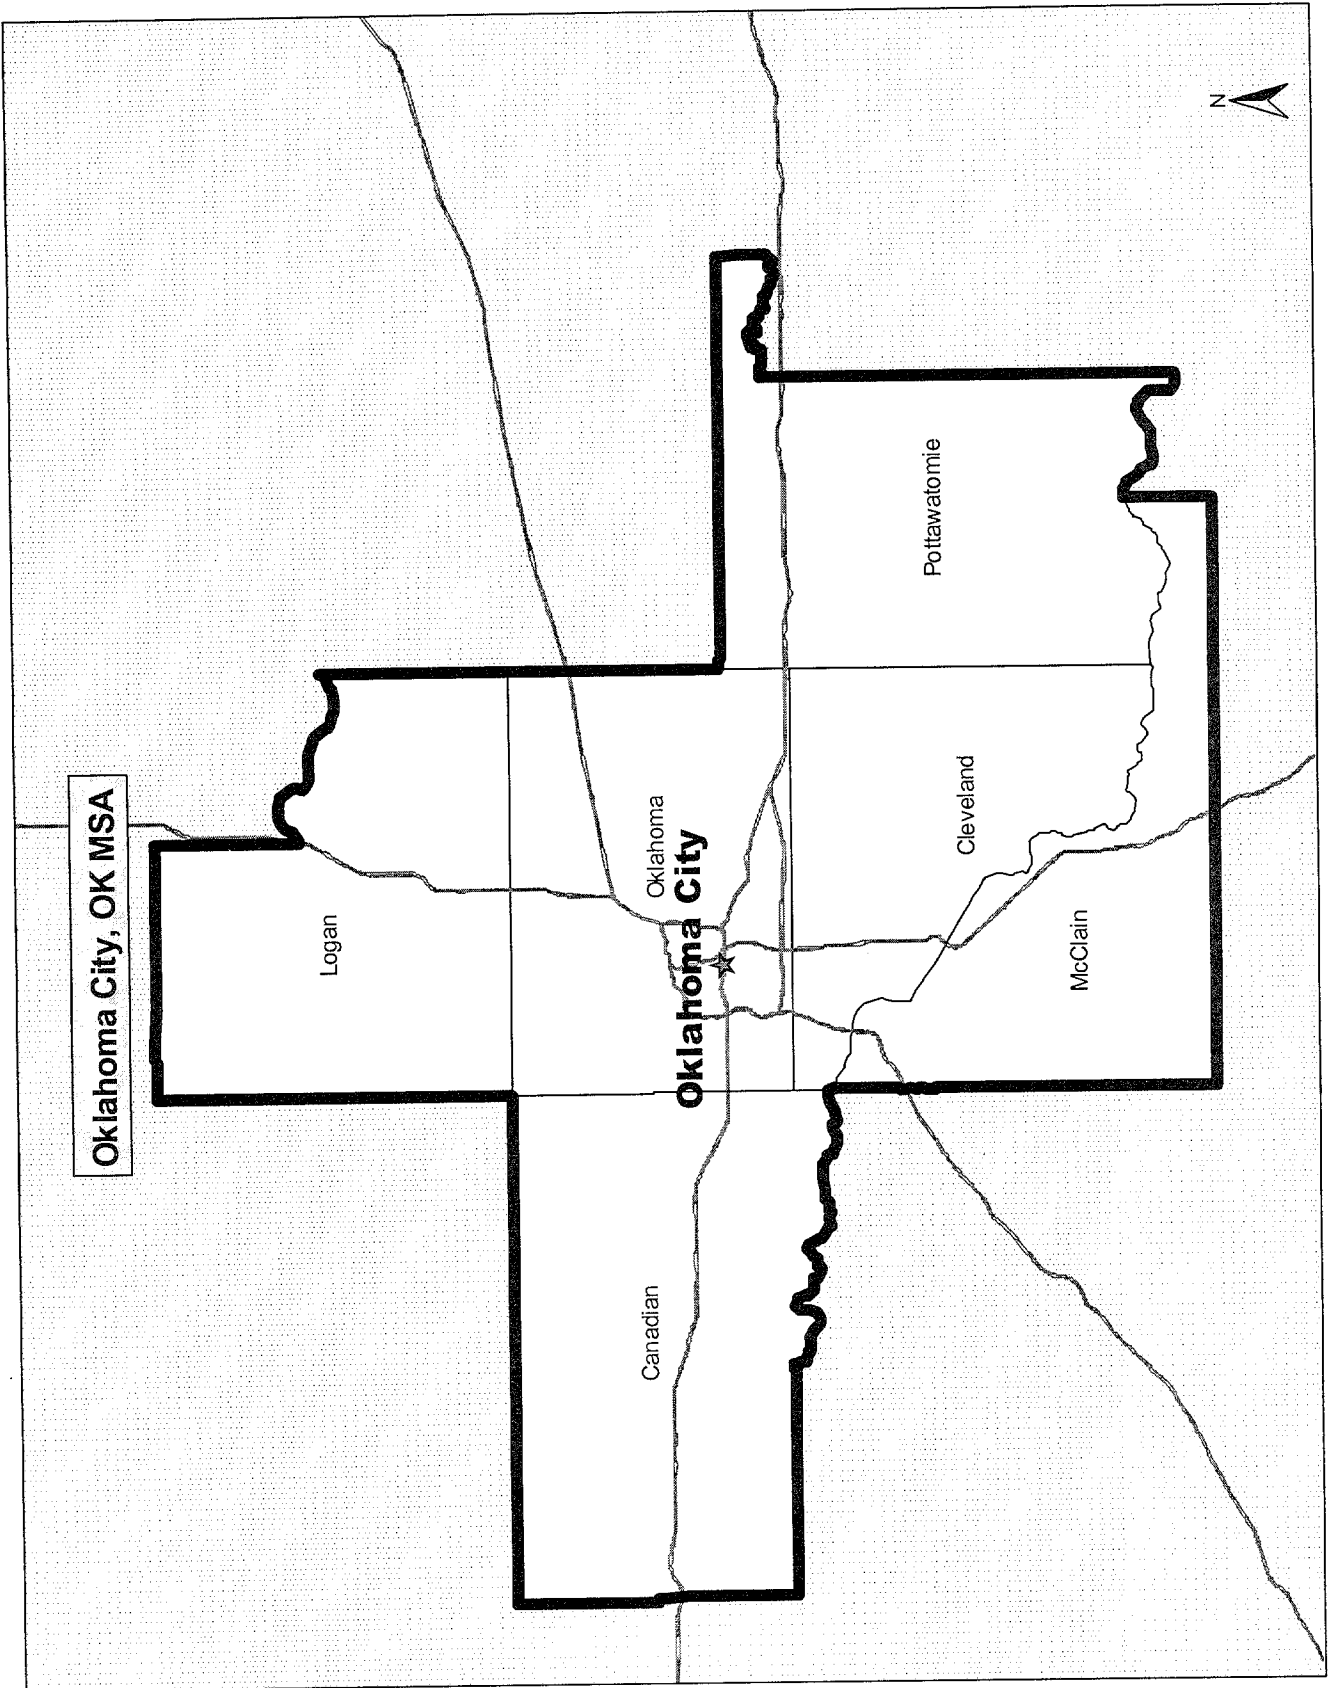 Oklahoma City, OK MSA
N
Logan
Oklahoma
Oklahoma City
Canadian
Pottawatomie
Cleveland
McClain